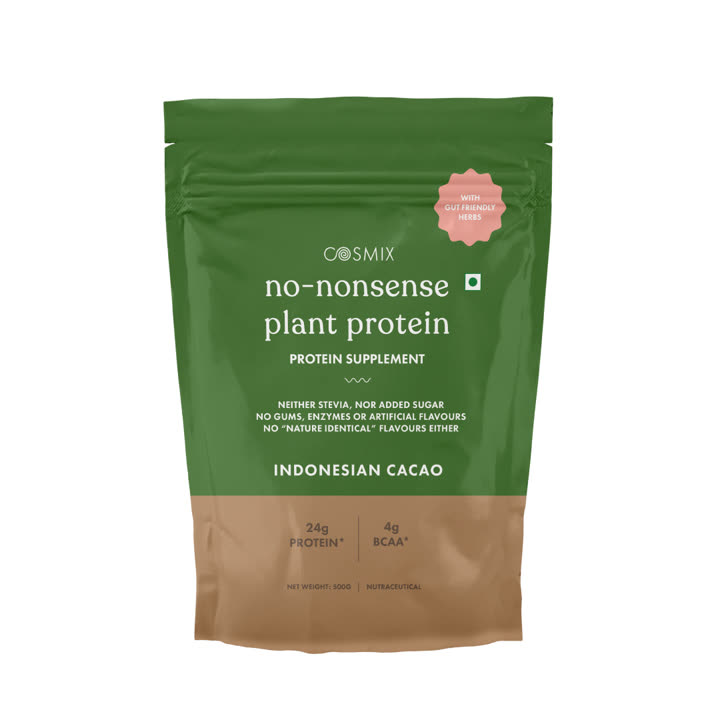 WITH
GUT FRIENDLY
HERBS
COSMIX
no-nonsense
plant protein
PROTEIN SUPPLEMENT
NEITHER STEVIA, NOR ADDED SUGAR
NO GUMS, ENZYMES OR ARTIFICIAL FLAVOURS
NO “NATURE IDENTICAL” FLAVOURS EITHER
INDONESIAN CACAO
24g
PROTEIN*
4g
BCAA*
NET WEIGHT: 500G | NUTRACEUTICAL